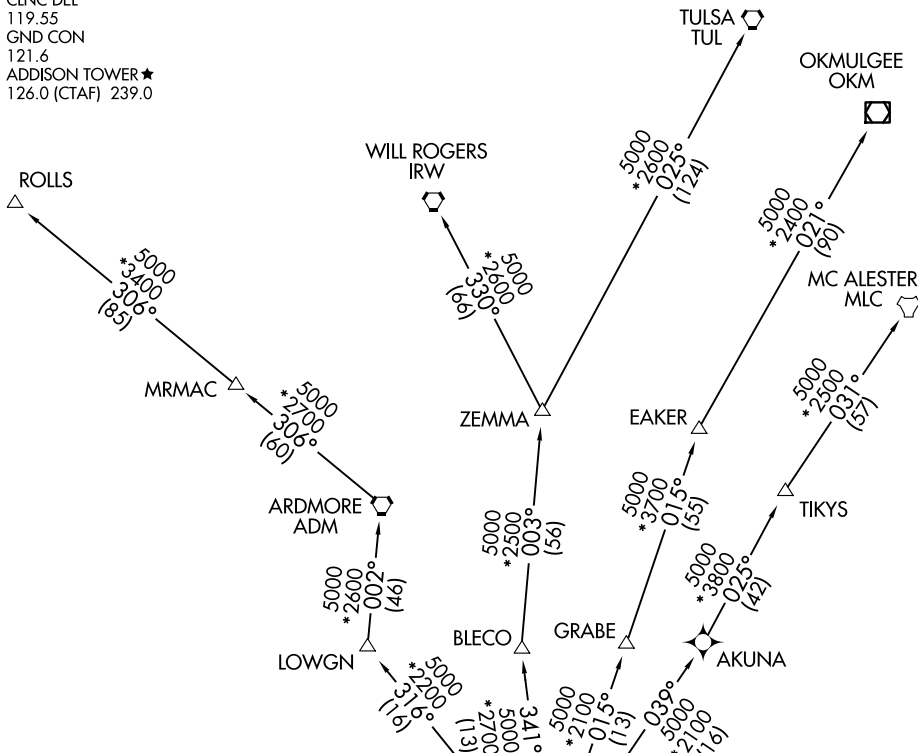 CLNC DEL
119.55
GND CON
121.6
ADDISON TOWER★
126.0 (CTAF) 239.0
TULSA
TUL
OKMULGEE
OKM
WILL ROGERS
IRW
ROLLS
5000
*2600
025°
(124)
5000
*2400
021°
(90)
5000
*2600
330°
(66)
5000
*3400
306°
(85)
MC ALESTER
MLC
MRMAC
5000
*2700
306°
(60)
ZEMMA
EAKER
5000
*2500
031°
(57)
ARDMORE
ADM
5000
*2500
003°
(56)
5000
*3700
015°
(55)
TIKYS
5000
*2600
002°
(46)
5000
*3800
025°
(42)
LOWGN
BLECO
GRABE
AKUNA
5000
*2200
316°
(16)
341°
5000
*2700
(13)
5000
*2100
015°
(13)
039°
5000
*2100
(16)